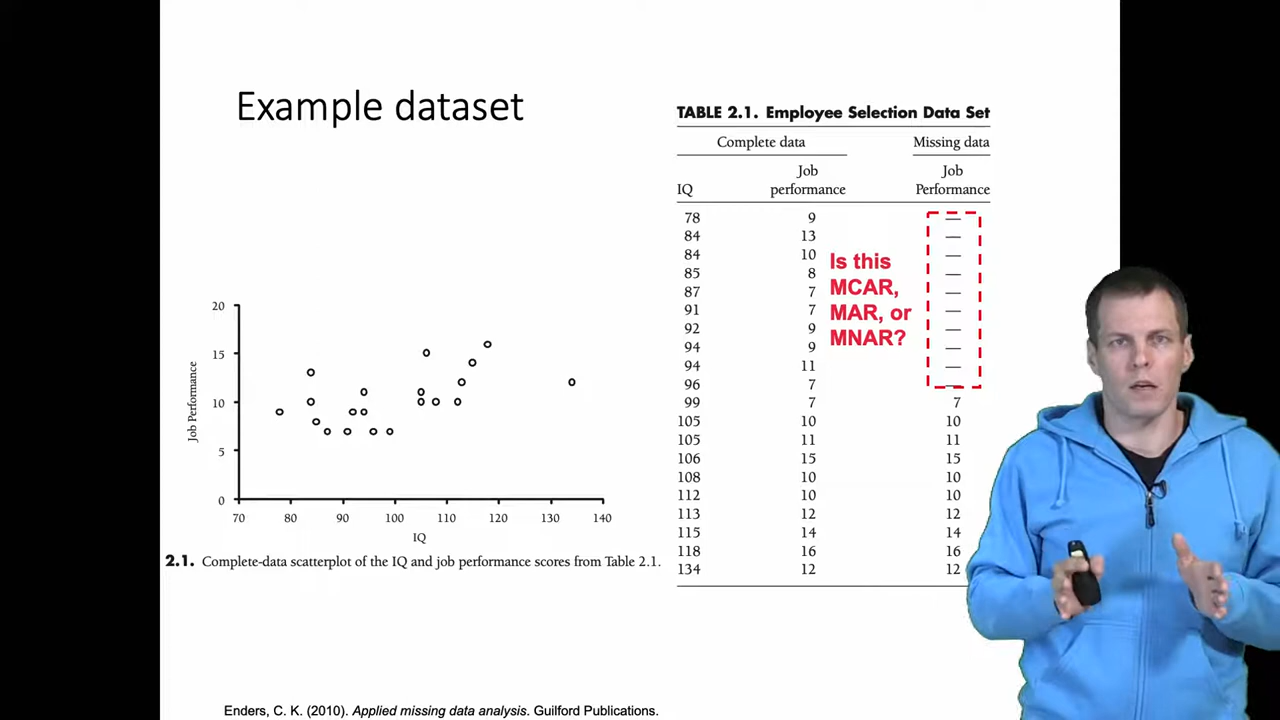 Example dataset
TABLE 2.1. Employee Selection Data Set
Complete data Missing data
Job Job
IQ performance Performance
78 9 —
84 13 —
84 10 —
85 8 —
87 7 —
91 7 —
92 9 —
94 9 —
94 11 —
96 7 —
99 7 7
105 10 10
105 11 11
106 15 15
108 10 10
112 10 10
113 12 12
115 14 14
118 16 16
134 12 12
Is this
MCAR,
MAR, or
MNAR?
20
15
10
5
0
Job Performance
70 80 90 100 110 120 130 140
IQ
2.1. Complete-data scatterplot of the IQ and job performance scores from Table 2.1.
Enders, C. K. (2010). Applied missing data analysis. Guilford Publications.